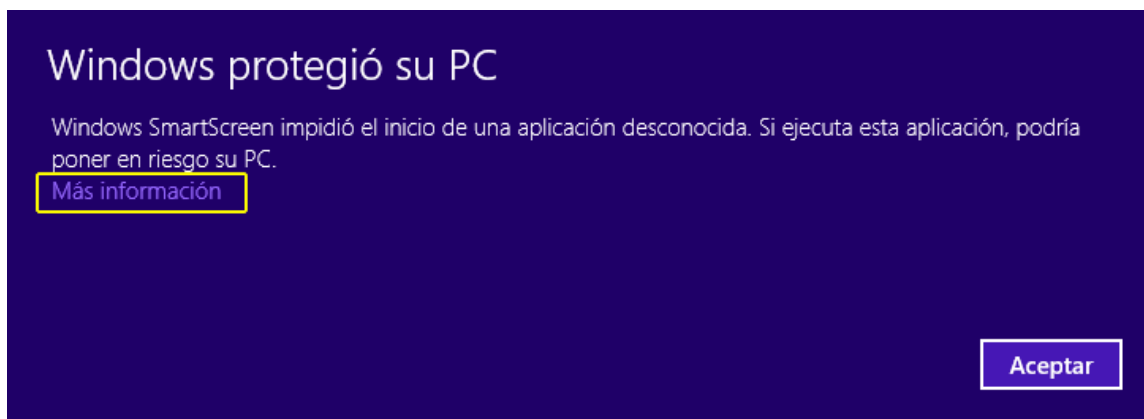 Windows protegió su PC
Windows SmartScreen impidió el inicio de una aplicación desconocida. Si ejecuta esta aplicación, podría
poner en riesgo su PC.
Más información
Aceptar